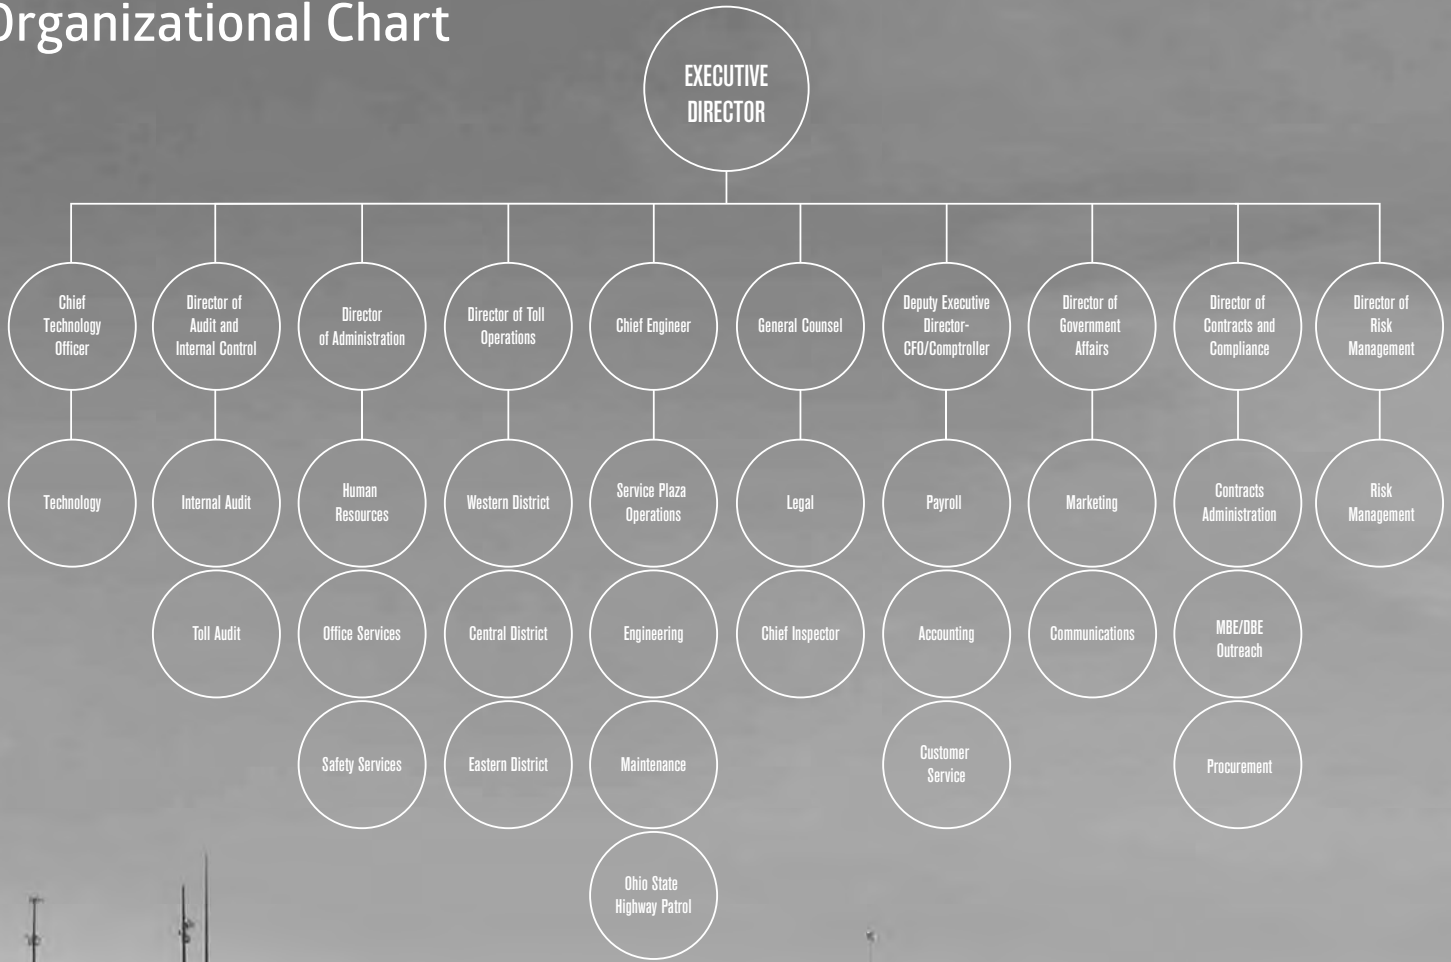 Organizational Chart
EXECUTIVE
DIRECTOR
Chief
Technology
Officer
Director of
Audit and
Internal Control
Director
of Administration
Director of Toll
Operations
Chief Engineer
General Counsel
Deputy Executive
Director-
CFO/Comptroller
Director of
Government
Affairs
Director of
Contracts and
Compliance
Director of
Risk
Management
Technology
Internal Audit
Human
Resources
Western District
Service Plaza
Operations
Legal
Payroll
Marketing
Contracts
Administration
Risk
Management
Toll Audit
Office Services
Central District
Engineering
Chief Inspector
Accounting
Communications
MBE/DBE
Outreach
Safety Services
Eastern District
Maintenance
Customer
Service
Procurement
Ohio State
Highway Patrol